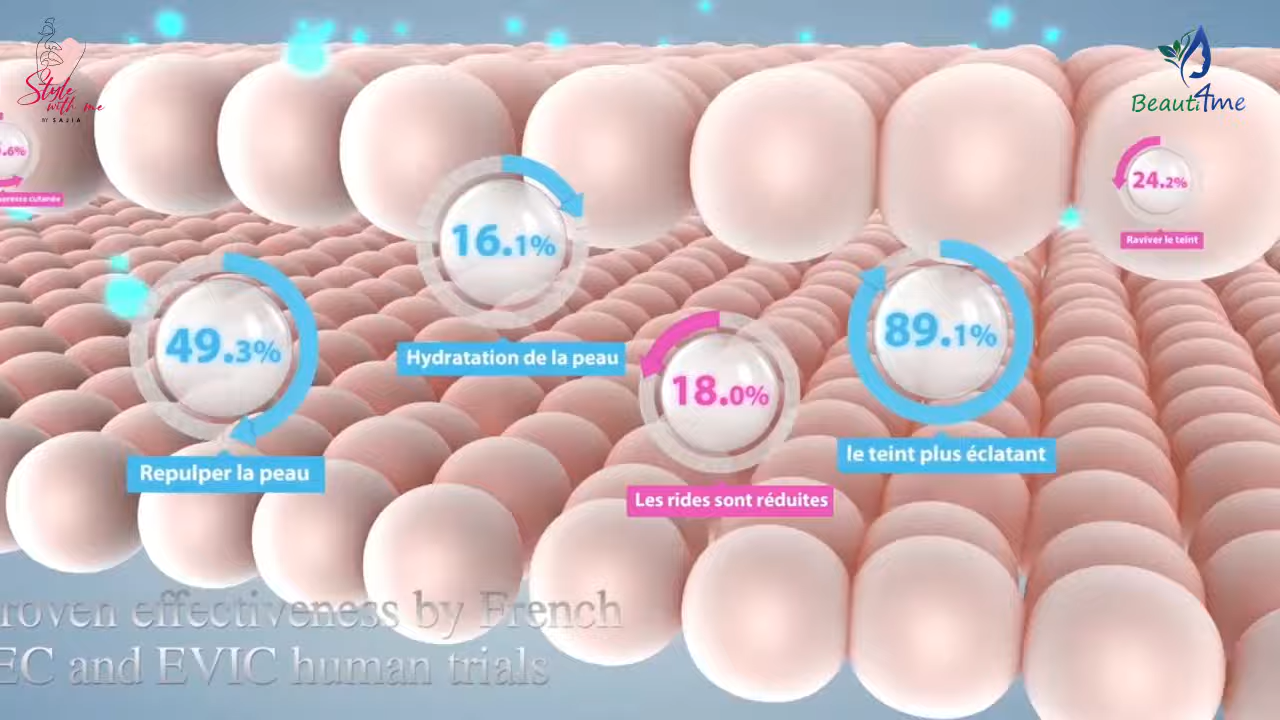 Style
with me
BY SAJIA
Beauti4me
24.2%
Raviver le teint
16.1%
Hydratation de la peau
49.3%
Repulper la peau
89.1%
le teint plus éclatant
18.0%
Les rides sont réduites
effectiveness by French
and EVIC human trials